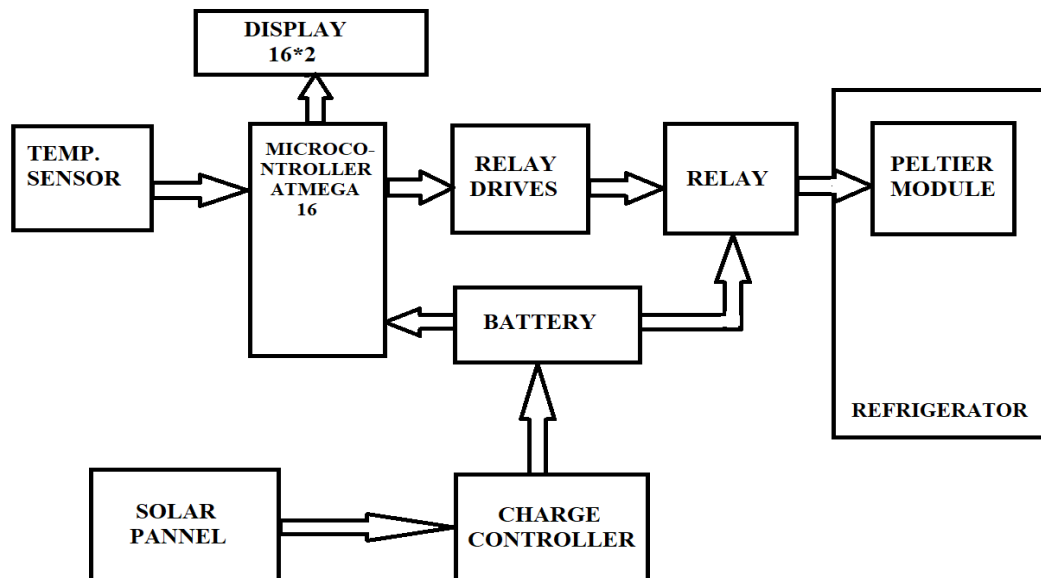 DISPLAY
16*2
TEMP.
SENSOR
MICROCO-
NTROLLER
ATMEGA
16
RELAY
DRIVES
RELAY
PELTIER
MODULE
BATTERY
REFRIGERATOR
SOLAR
PANNEL
CHARGE
CONTROLLER